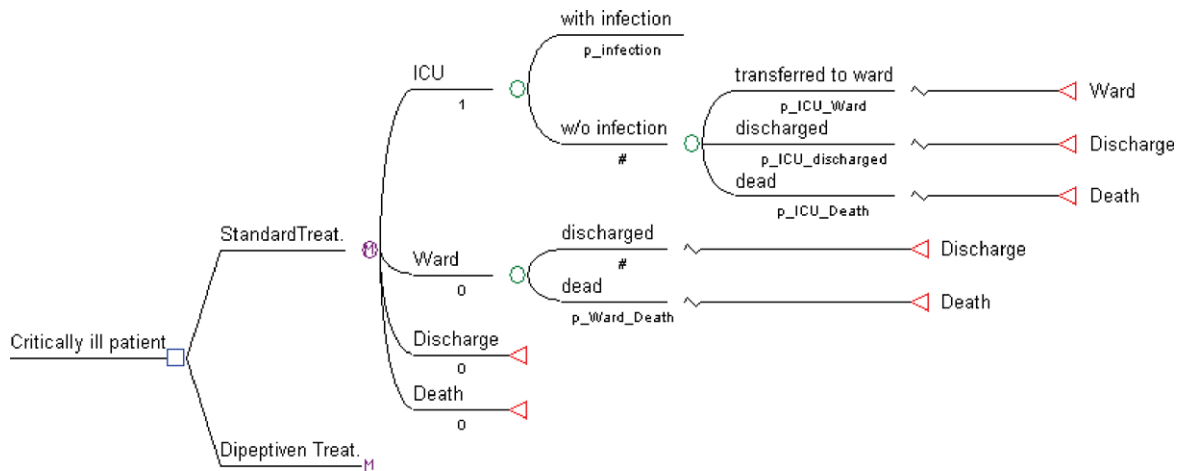 with infection
p_infection
ICU
1
transferred to ward
p_ICU_Ward
Ward
w/o infection
#
discharged
p_ICU_discharged
Discharge
dead
p_ICU_Death
Death
StandardTreat.
M
discharged
#
Discharge
Ward
0
dead
p_Ward_Death
Death
Critically ill patient
Discharge
0
Death
0
Dipeptiven Treat.
M